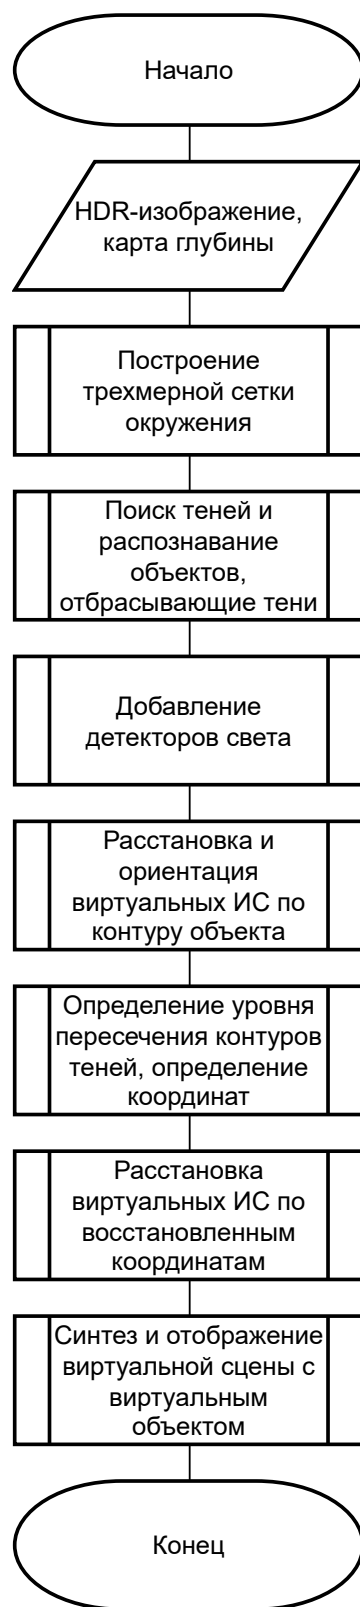 Начало
HDR-изображение,
карта глубины
Построение
трехмерной сетки
окружения
Поиск теней и
распознавание
объектов,
отбрасывающие тени
Добавление
детекторов света
Расстановка и
ориентация
виртуальных ИС по
контуру объекта
Определение уровня
пересечения контуров
теней, определение
координат
Расстановка
виртуальных ИС по
восстановленным
координатам
Синтез и отображение
виртуальной сцены с
виртуальным
объектом
Конец